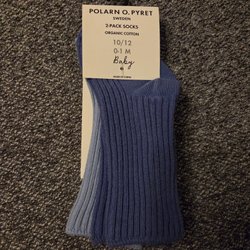 POLARN O. PYRET
SWEDEN
2-PACK SOCKS
ORGANIC COTTON
10/12
0-1 M
Baby